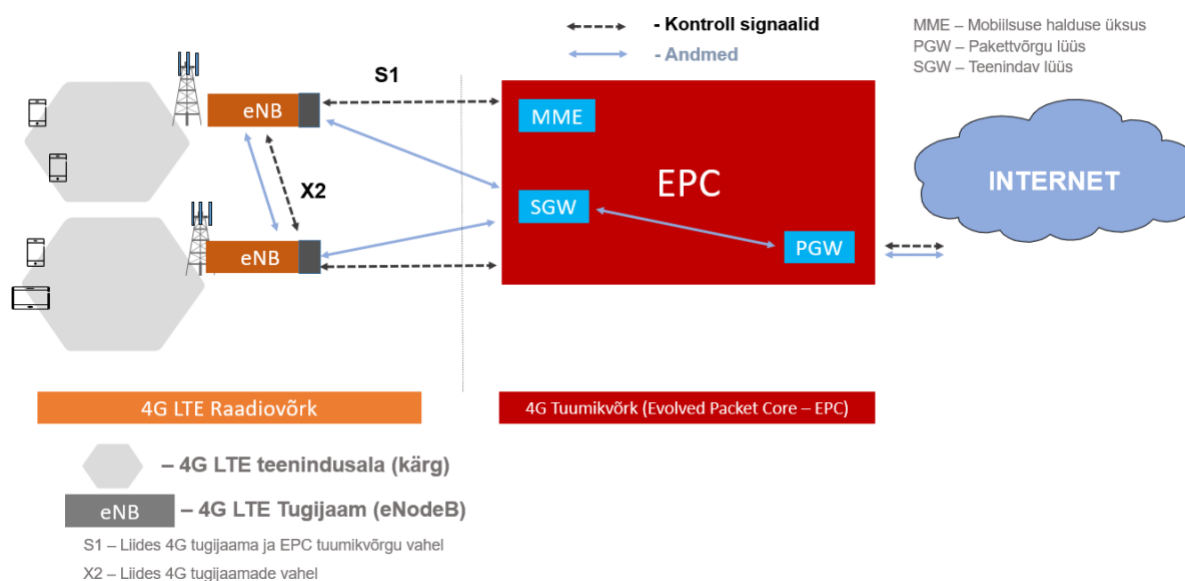 - Kontroll signaalid
- Andmed
MME – Mobiilsuse halduse üksus
PGW – Pakettvõrgu lüüs
SGW – Teenindav lüüs
S1
eNB
MME
EPC
X2
SGW
INTERNET
eNB
PGW
4G LTE Raadiovõrk
4G Tuumikvõrk (Evolved Packet Core – EPC)
– 4G LTE teenindusala (kärg)
eNB
– 4G LTE Tugijaam (eNodeB)
S1 – Liides 4G tugijaama ja EPC tuumikvõrgu vahel
X2 – Liides 4G tugijaamade vahel